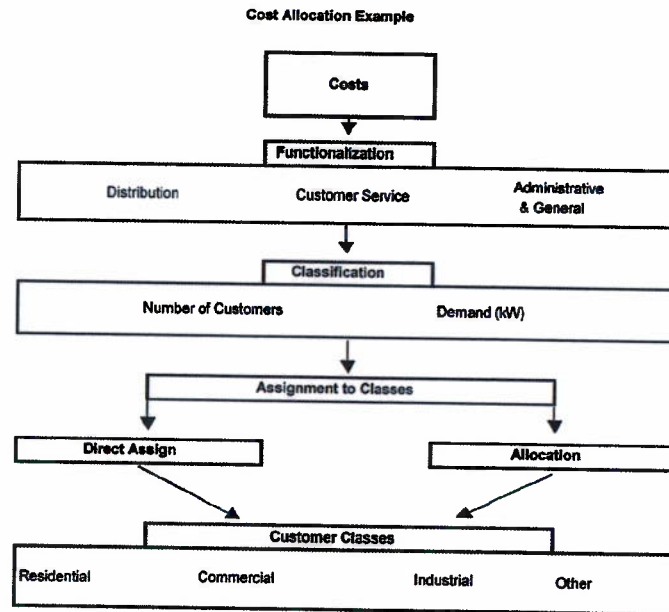 Cost Allocation Example
Costs
Functionalization
Distribution Customer Service Administrative
& General
Classification
Number of Customers Demand (kW)
Assignment to Classes
Direct Assign Allocation
Customer Classes
Residential Commercial Industrial Other